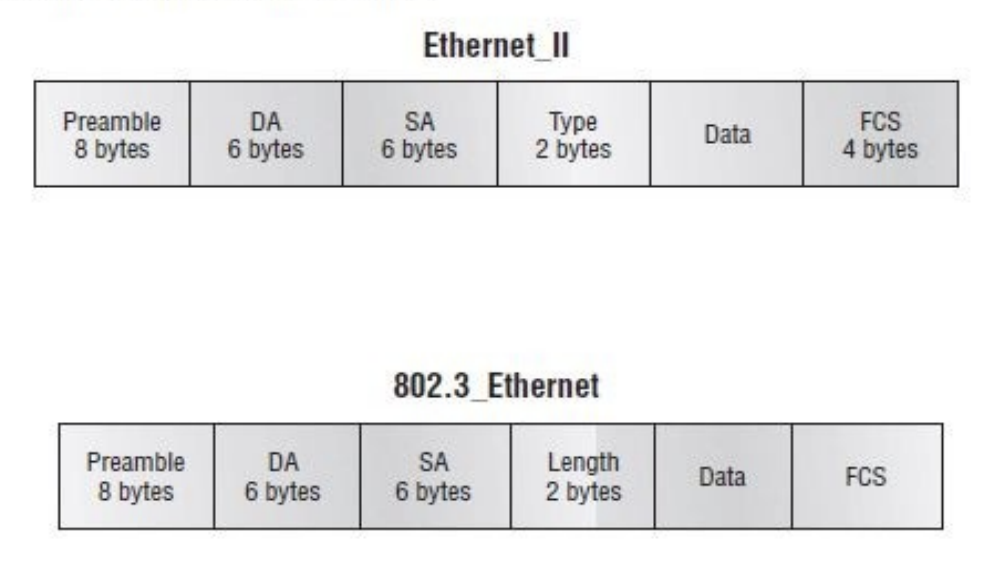 Ethernet_II
Preamble DA SA Type Data FCS
8 bytes 6 bytes 6 bytes 2 bytes 4 bytes
802.3_Ethernet
Preamble DA SA Length Data FCS
8 bytes 6 bytes 6 bytes 2 bytes